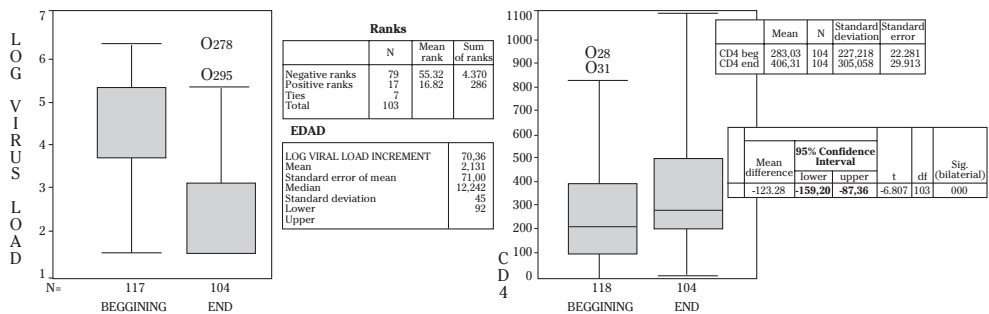 LOG VIRUS LOAD
7
6
5
4
3
2
1
O278
O295
N=
117
104
BEGGINING
END
Ranks
N
Mean rank
Sum of ranks
Negative ranks 79 55.32 4.370
Positive ranks 17 16.82 286
Ties 7
Total 103
EDAD
LOG VIRAL LOAD INCREMENT 70,36
Mean 2,131
Standard error of mean 71,00
Median 12,242
Standard deviation 45
Lower 92
Upper
CD4
1100
1000
900
800
700
600
500
400
300
200
100
0
O28
O31
118
104
BEGGINING
END
Mean
N
Standard deviation
Standard error
CD4 beg 283,03 104 227,218 22.281
CD4 end 406,31 104 305,058 29.913
Mean difference
95% Confidence Interval
lower
upper
t
df
Sig. (bilaterial)
-123.28 -159,20 -87,36 -6.807 103 000